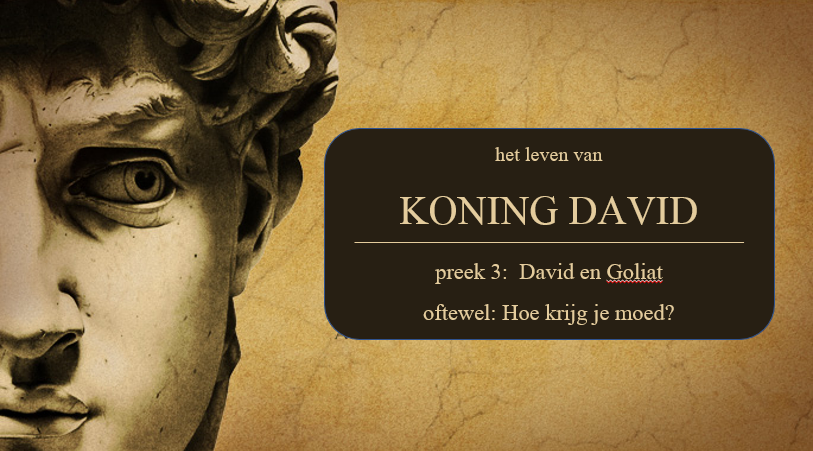 het leven van
KONING DAVID
preek 3:  David en Goliat
oftewel: Hoe krijg je moed?